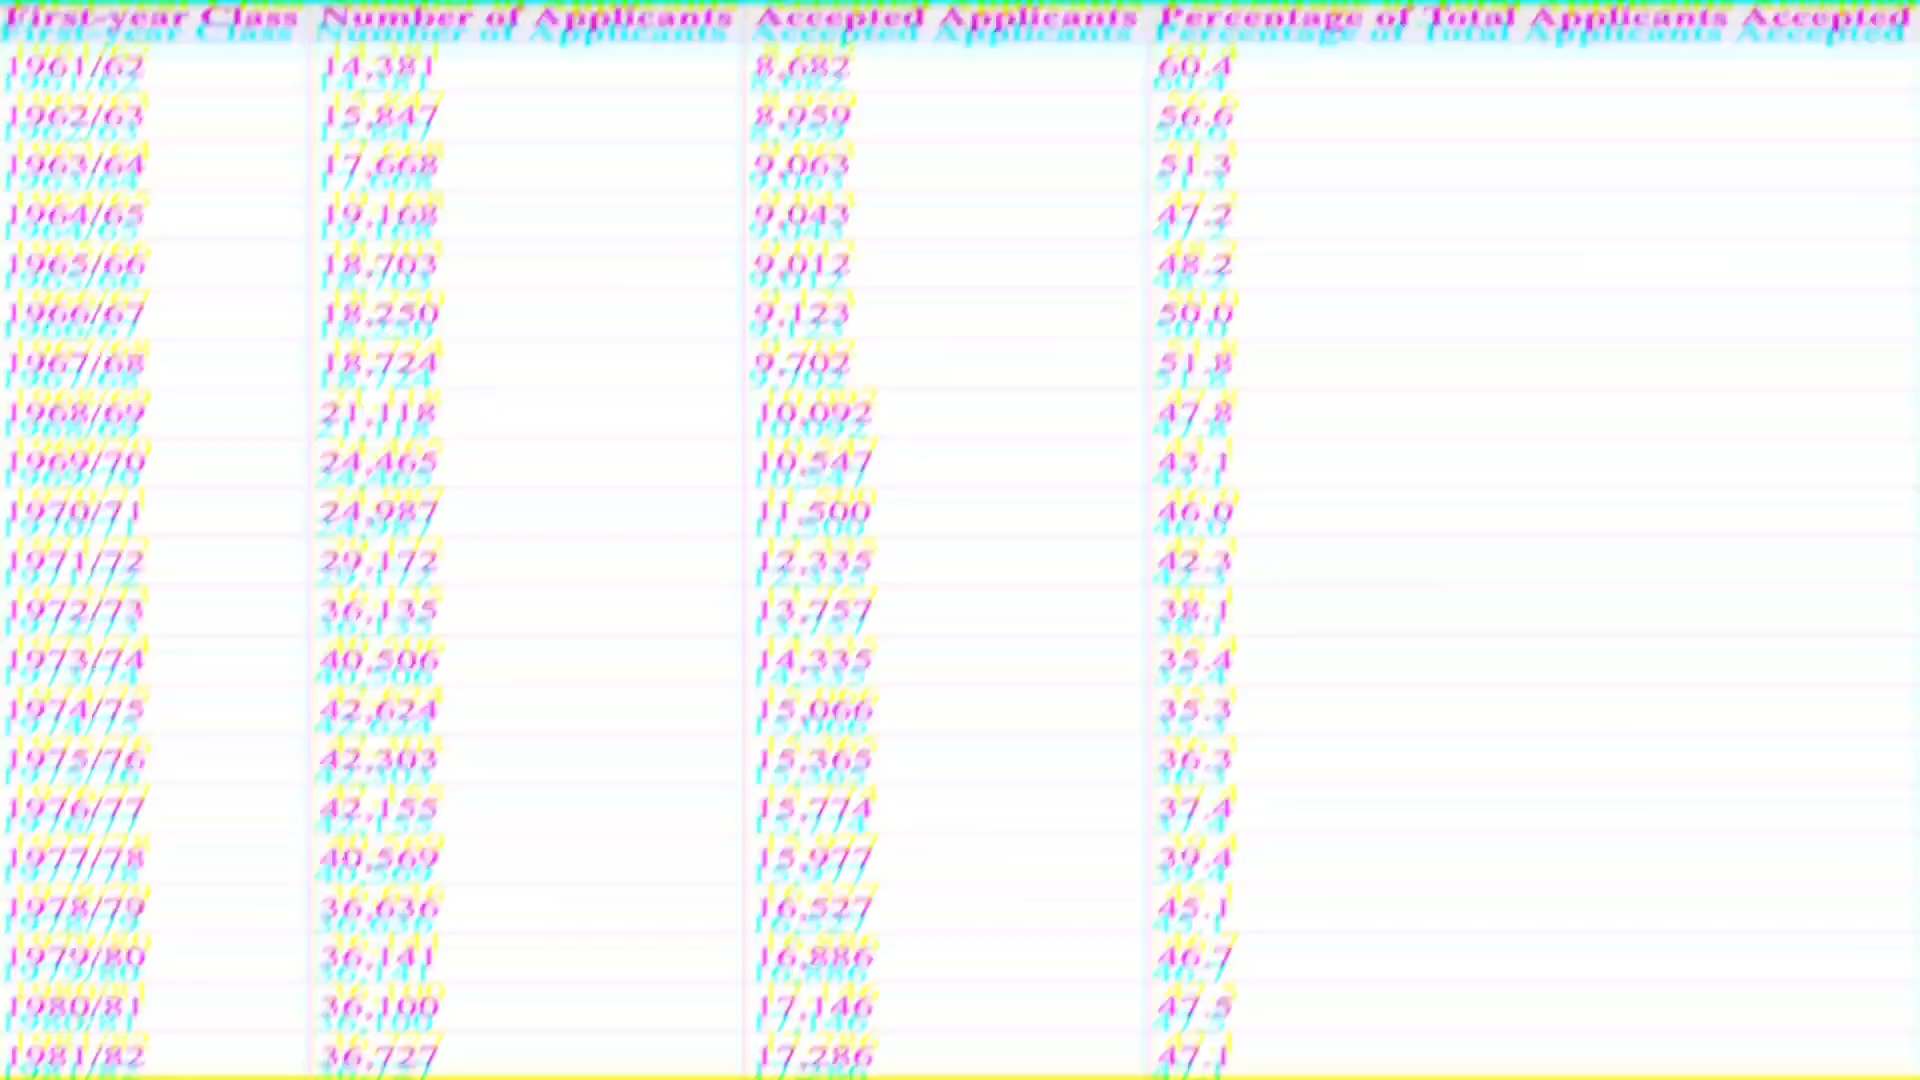 First-year Class Number of Applicants Accepted Applicants Percentage of Total Applicants Accepted
1961/62 14,381 8,682 60.4
1962/63 15,847 8,959 56.6
1963/64 17,668 9,063 51.3
1964/65 19,168 9,043 47.2
1965/66 18,703 9,012 48.2
1966/67 18,250 9,123 50.0
1967/68 18,724 9,702 51.8
1968/69 21,118 10,092 47.8
1969/70 24,465 10,547 43.1
1970/71 24,987 11,500 46.0
1971/72 29,172 12,335 42.3
1972/73 36,135 13,757 38.1
1973/74 40,506 14,335 35.4
1974/75 42,624 15,066 35.3
1975/76 42,303 15,365 36.3
1976/77 42,155 15,774 37.4
1977/78 40,569 15,977 39.4
1978/79 36,636 16,527 45.1
1979/80 36,141 16,886 46.7
1980/81 36,100 17,146 47.5
1981/82 36,727 17,286 47.1